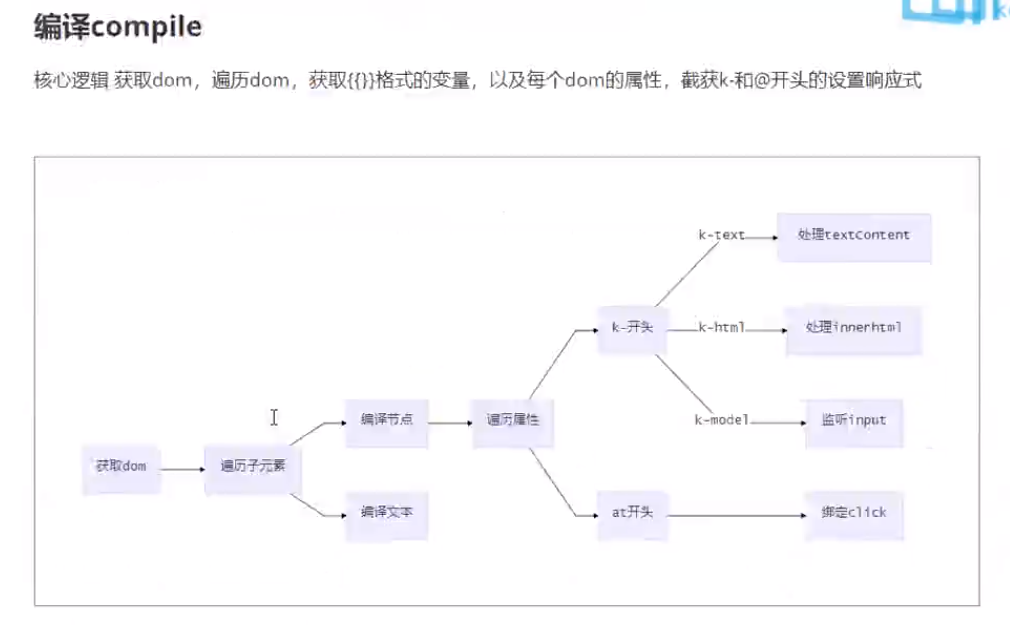 编译compile
核心逻辑 获取dom，遍历dom，获取{{}}格式的变量，以及每个dom的属性，截获k-和@开头的设置响应式
k-text
处理textContent
k-开头
k-html
处理innerhtml
编译节点
遍历属性
k-model
监听input
获取dom
遍历子元素
编译文本
at开头
绑定click